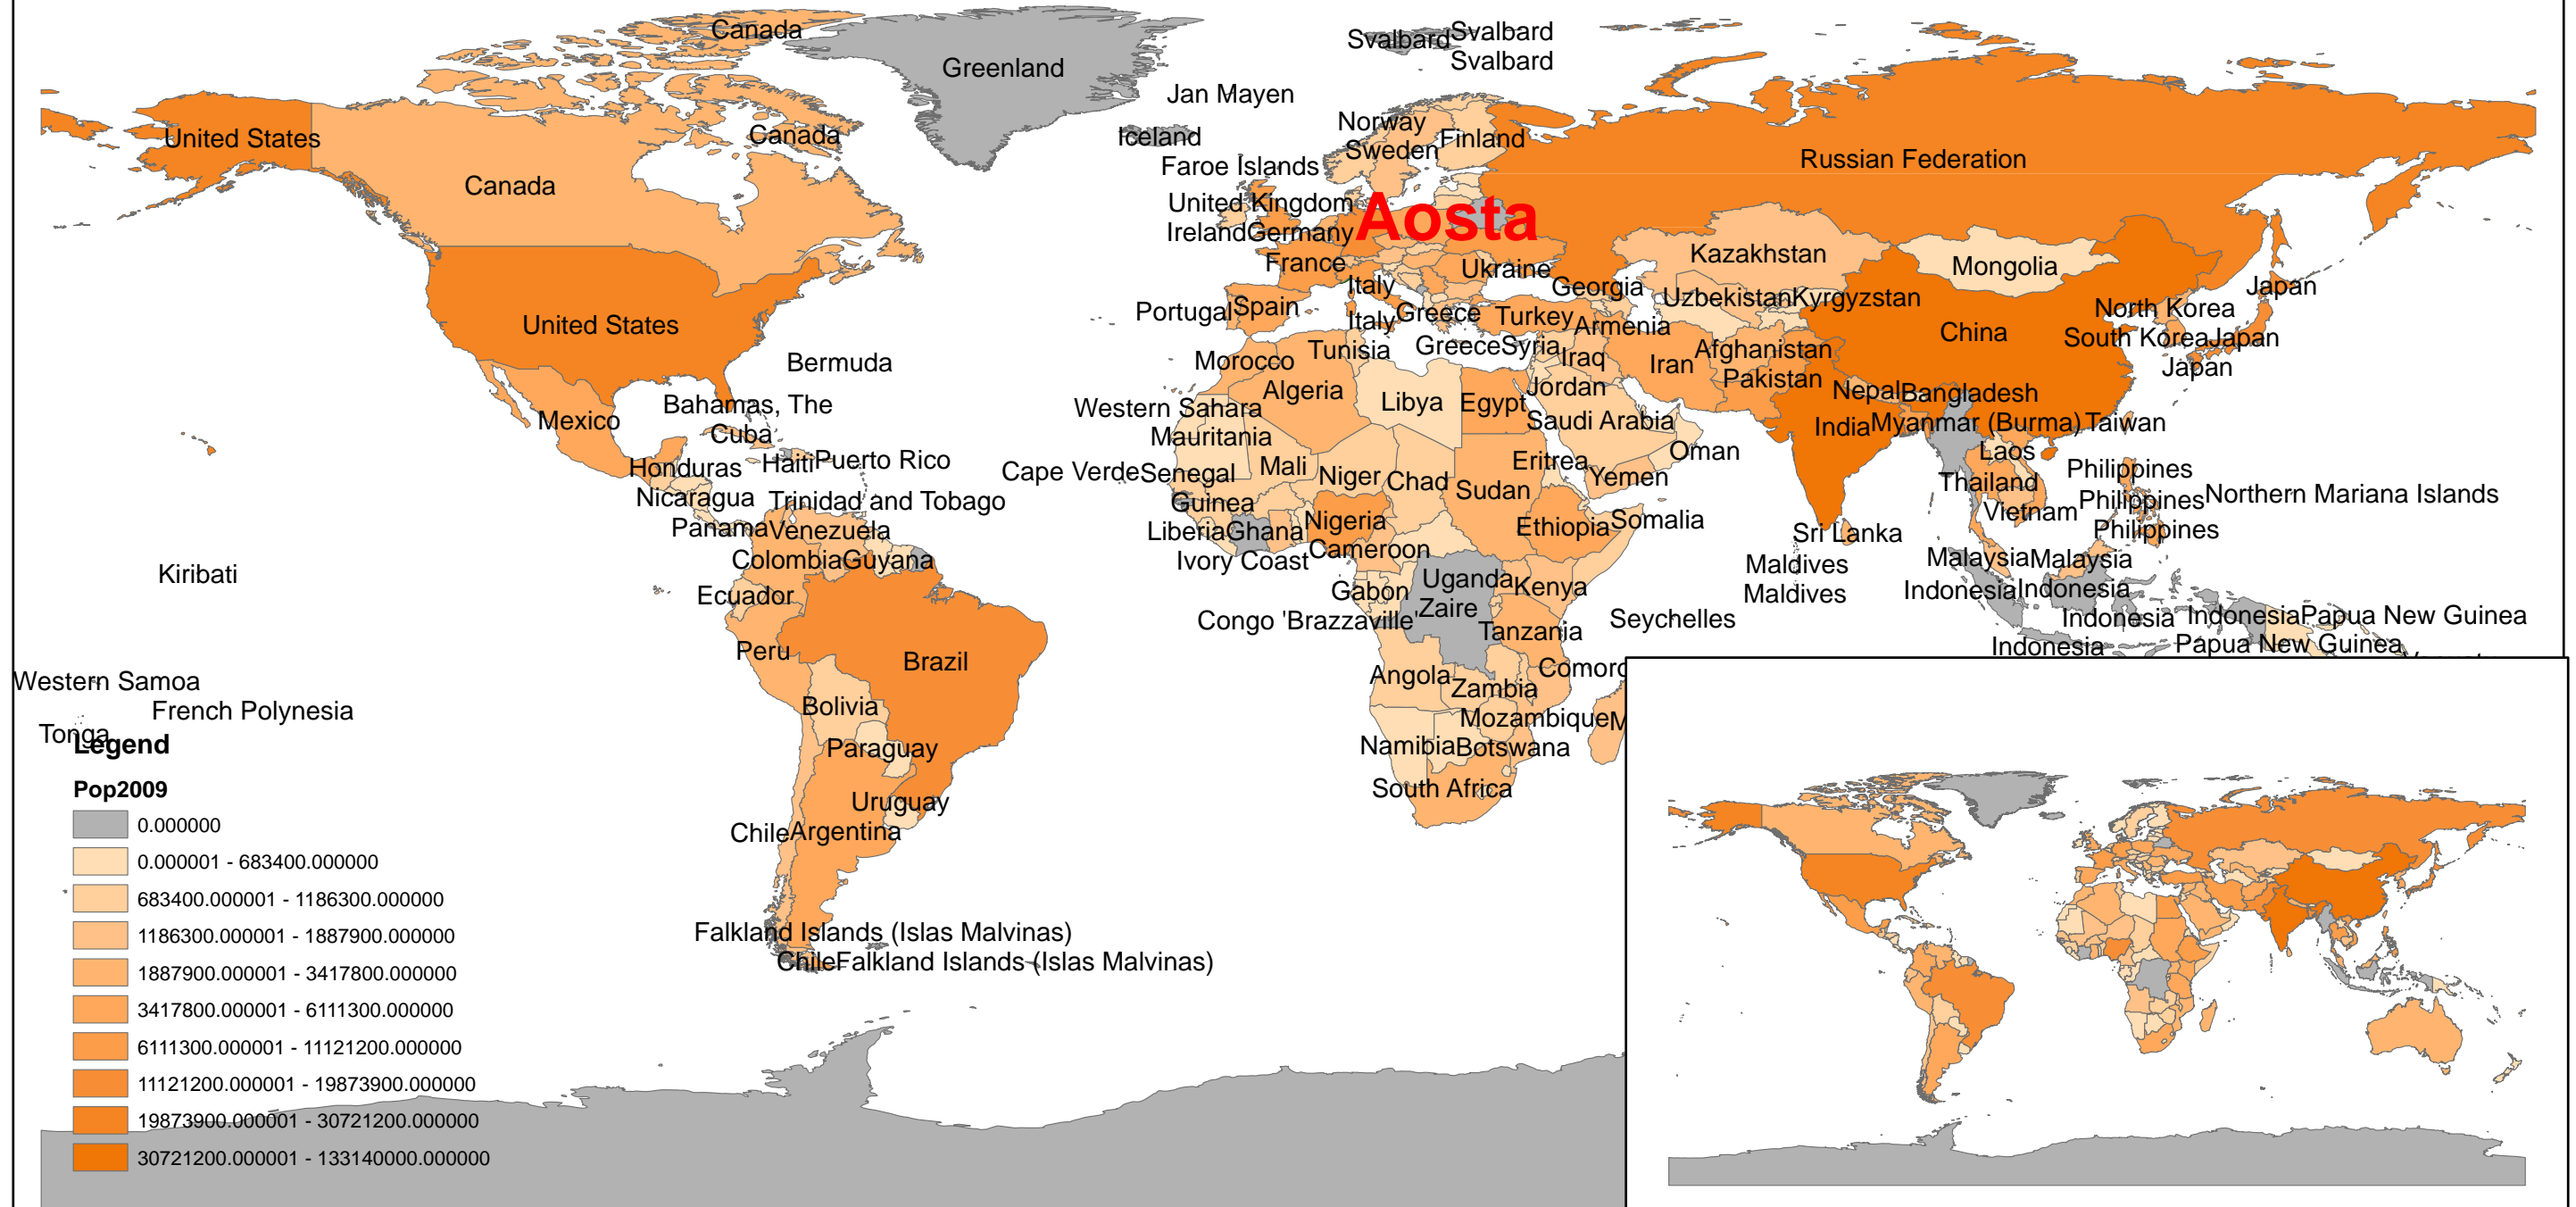 Canada
Svalbard
Svalbard
Svalbard
Greenland
Jan Mayen
Norway
Iceland
Finland
United States
Canada
Sweden
Faroe Islands
Russian Federation
Canada
United Kingdom
Aosta
Ireland
Germany
Kazakhstan
France
Ukraine
Mongolia
Italy
Georgia
Japan
Uzbekistan
Kyrgyzstan
Portugal
Spain
North Korea
Greece
Turkey
United States
Italy
Armenia
China
South Korea
Japan
Greece
Syria
Tunisia
Afghanistan
Morocco
Iraq
Bermuda
Iran
Japan
Pakistan
Algeria
Jordan
Nepal
Bangladesh
Libya
Egypt
Bahamas, The
Western Sahara
Mexico
Saudi Arabia
Myanmar (Burma)
Taiwan
India
Cuba
Mauritania
Oman
Laos
Puerto Rico
Haiti
Eritrea
Mali
Honduras
Philippines
Cape Verde
Senegal
Niger
Yemen
Chad
Thailand
Sudan
Northern Mariana Islands
Nicaragua
Trinidad and Tobago
Philippines
Guinea
Vietnam
Nigeria
Somalia
Panama
Venezuela
Liberia
Ghana
Ethiopia
Philippines
Sri Lanka
Cameroon
Malaysia
Malaysia
Colombia
Guyana
Ivory Coast
Maldives
Kiribati
Uganda
Kenya
Gabon
Indonesia
Indonesia
Maldives
Ecuador
Zaire
Indonesia
Papua New Guinea
Congo 'Brazzaville'
Seychelles
Indonesia
Tanzania
Papua New Guinea
Indonesia
Peru
Brazil
Comoro
Angola
Western Samoa
Zambia
Bolivia
French Polynesia
Mozambique
M
Tonga
Namibia
Botswana
Paraguay
South Africa
Uruguay
Chile
Argentina
Falkland Islands (Islas Malvinas)
Chile
Falkland Islands (Islas Malvinas)
Legend
Pop2009
0.000000
0.000001 - 683400.000000
683400.000001 - 1186300.000000
1186300.000001 - 1887900.000000
1887900.000001 - 3417800.000000
3417800.000001 - 6111300.000000
6111300.000001 - 11121200.000000
11121200.000001 - 19873900.000000
19873900.000001 - 30721200.000000
30721200.000001 - 133140000.000000